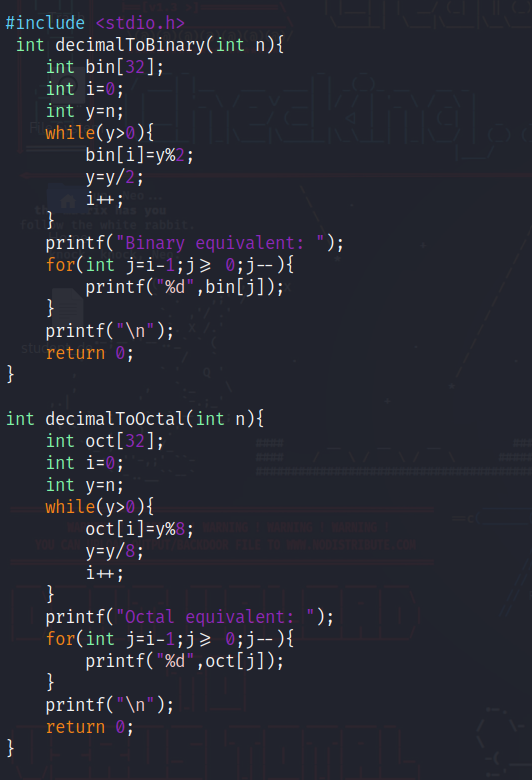 #include <stdio.h>
 int decimalToBinary(int n){
    int bin[32];
    int i=0;
    int y=n;
    while(y>0){
        bin[i]=y%2;
        y=y/2;
        i++;
    }
    printf("Binary equivalent: ");
    for(int j=i-1;j>= 0;j--){
        printf("%d",bin[j]);
    }
    printf("\n");
    return 0;
}

int decimalToOctal(int n){
    int oct[32];
    int i=0;
    int y=n;
    while(y>0){
        oct[i]=y%8;
        y=y/8;
        i++;
    }
    printf("Octal equivalent: ");
    for(int j=i-1;j>= 0;j--){
        printf("%d",oct[j]);
    }
    printf("\n");
    return 0;
}